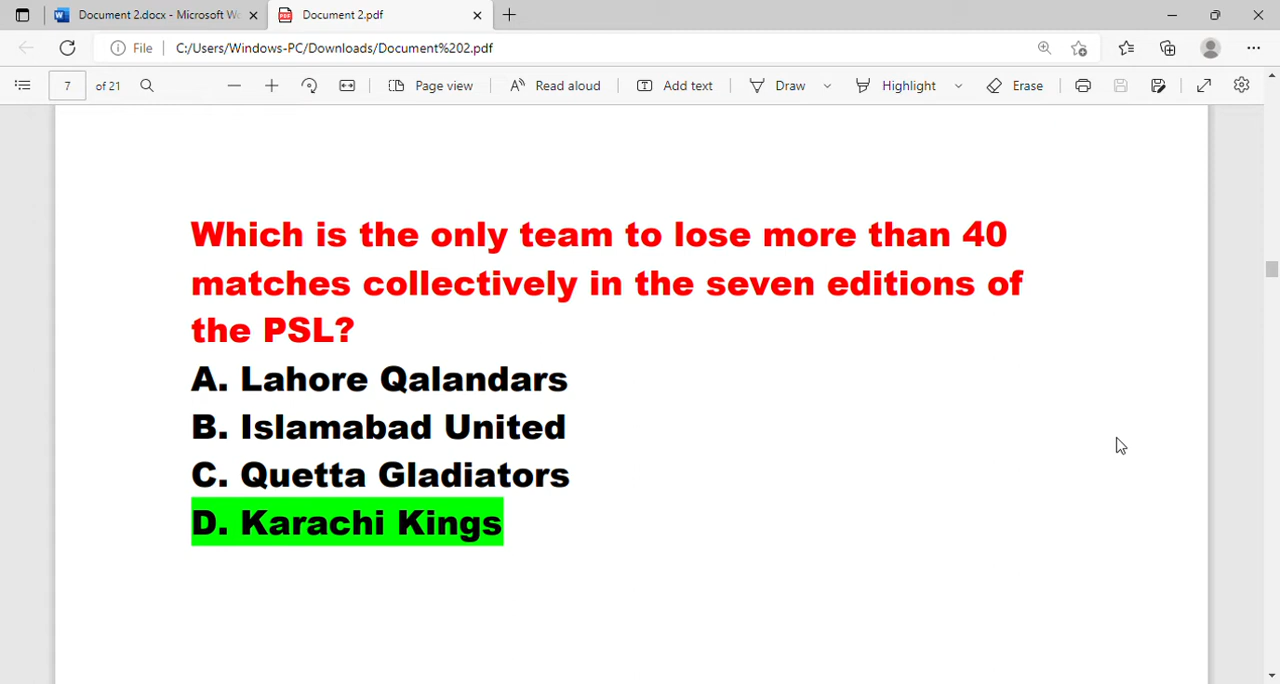 Document 2.docx - Microsoft W
Document 2.pdf
File
C:/Users/Windows-PC/Downloads/Document%202.pdf
7 of 21
Page view
Read aloud
Add text
Draw
Highlight
Erase
Which is the only team to lose more than 40
matches collectively in the seven editions of
the PSL?
A. Lahore Qalandars
B. Islamabad United
C. Quetta Gladiators
D. Karachi Kings